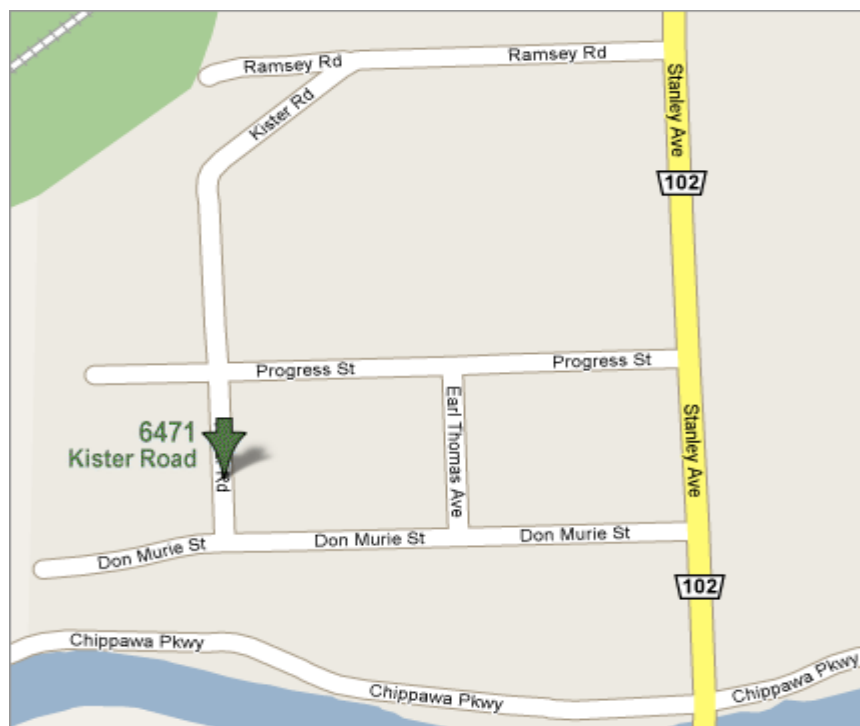 Ramsey Rd
Ramsey Rd
Kister Rd
Stanley Ave
102
Progress St
Progress St
Earl Thomas Ave
Stanley Ave
6471
Kister Road
Rd
Don Murie St
Don Murie St
Don Murie St
102
Chippawa Pkwy
Chippawa Pkwy
Chippawa Pkwy